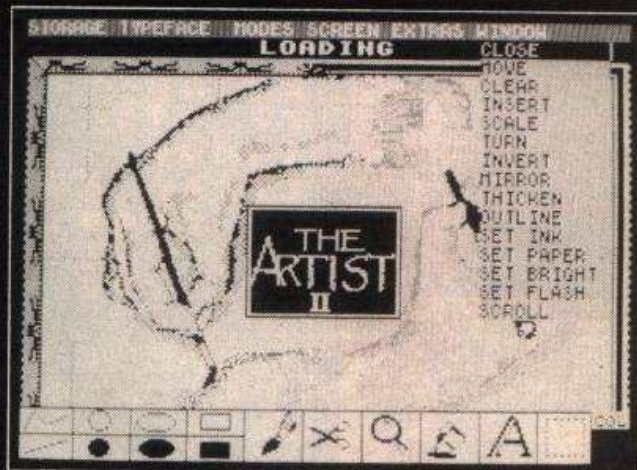 STORAGE TYPEFACE MODES SCREEN EXTRAS WINDOW
LOADING
CLOSE
MOVE
CLEAR
INSERT
SCALE
TURN
INVERT
MIRROR
THICKEN
OUTLINE
SET INK
SET PAPER
SET BRIGHT
SET FLASH
SCROLL
THE
ARTIST
II
A